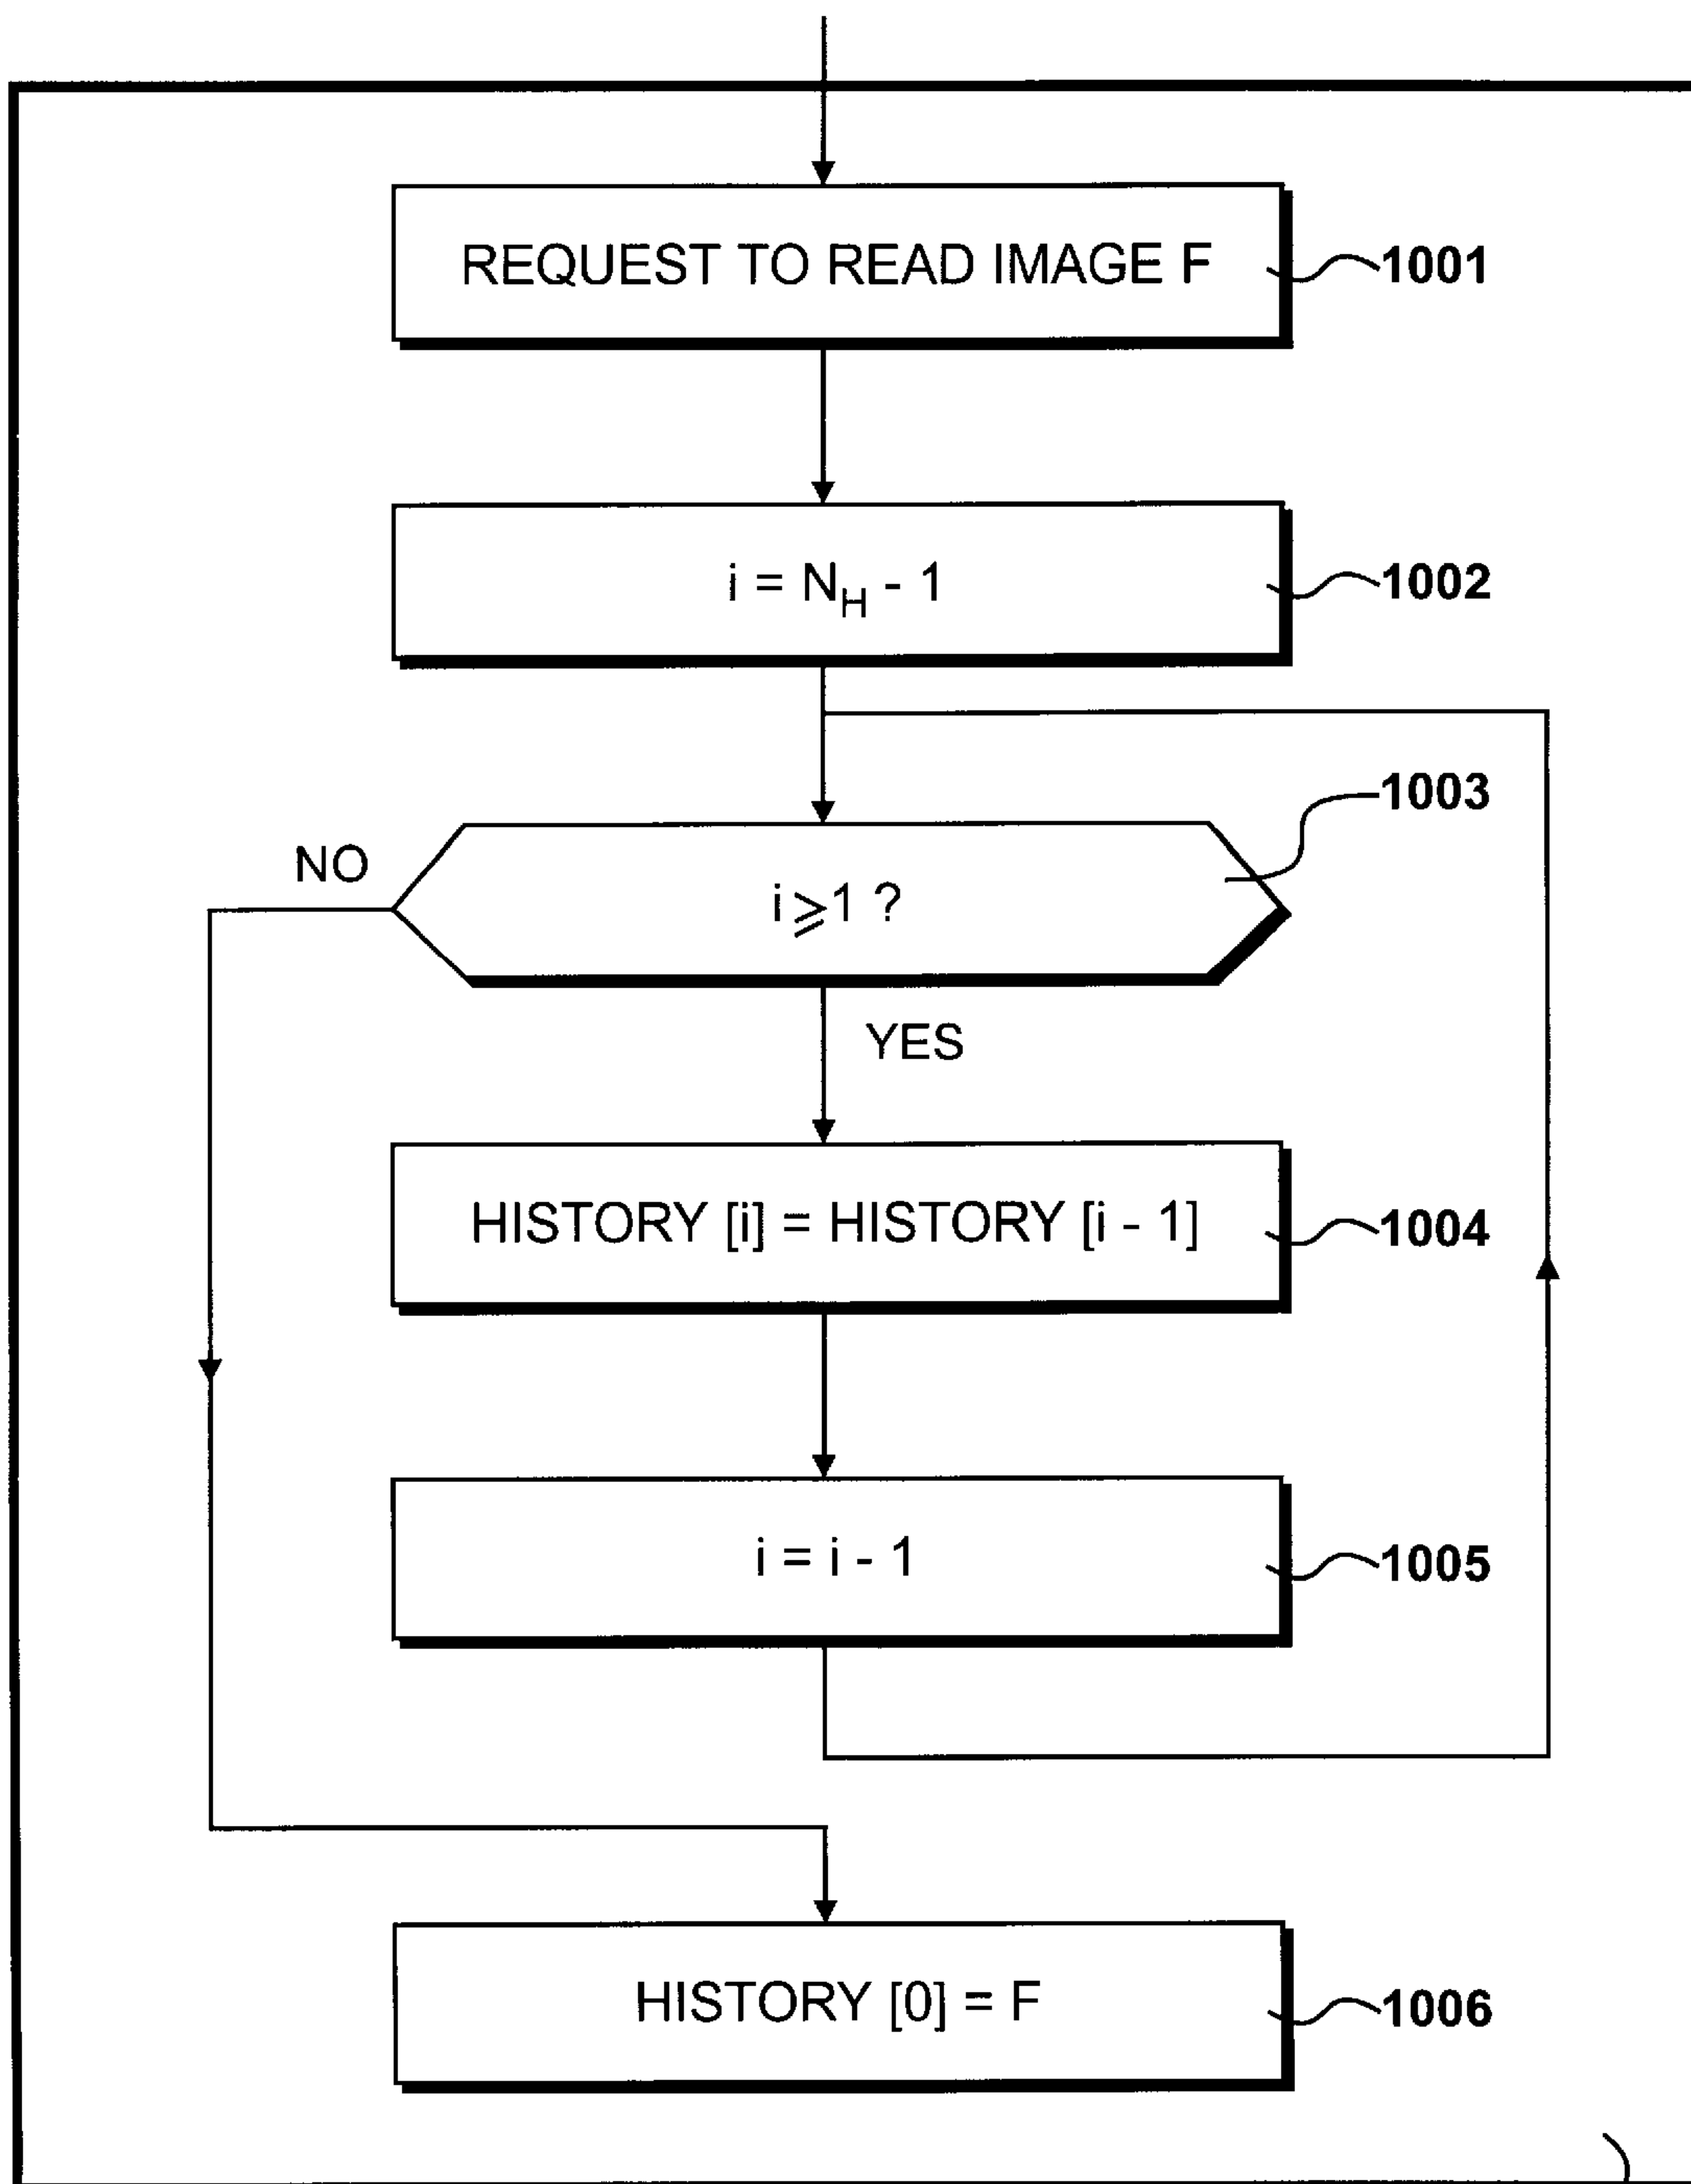 REQUEST TO READ IMAGE F
1001
i = N_H - 1
1002
1003
NO
i ⩾ 1 ?
YES
HISTORY [i] = HISTORY [i - 1]
1004
i = i - 1
1005
HISTORY [0] = F
1006